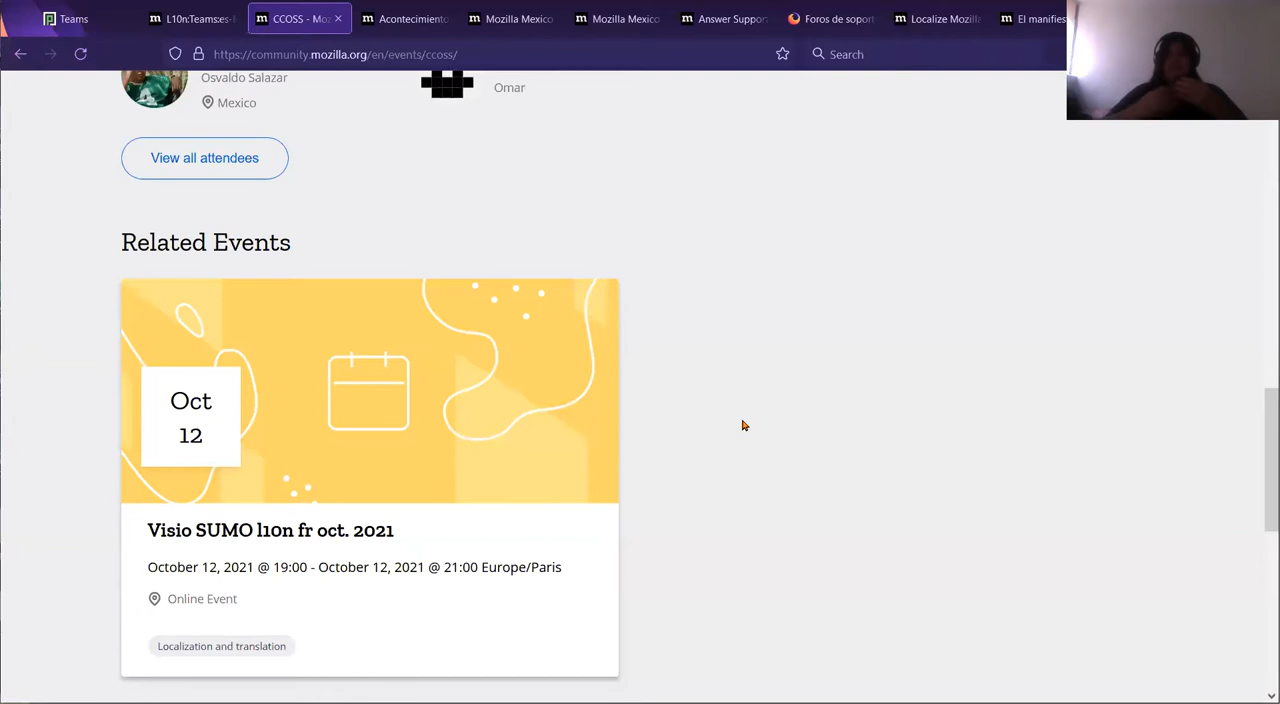 Teams
L10n:Teams:es-
CCOSS - Moz
Acontecimiento
Mozilla Mexico
Mozilla Mexico
Answer Suppor
Foros de soport
Localize Mozilla
El manifies
https://community.mozilla.org/en/events/ccoss/
Search
Osvaldo Salazar
Mexico
Omar
View all attendees
Related Events
Oct
12
Visio SUMO l10n fr oct. 2021
October 12, 2021 @ 19:00 - October 12, 2021 @ 21:00 Europe/Paris
Online Event
Localization and translation